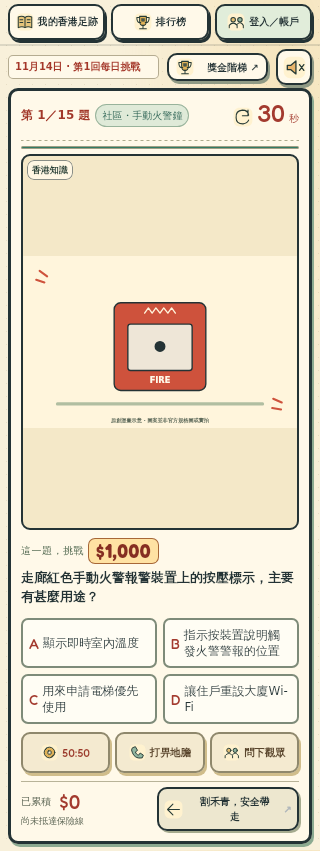 我的香港足跡
排行榜
登入／帳戶
11月14日·第1回每日挑戰
獎金階梯 ↗
第 1／15 題
社區·手動火警鐘
30 秒
香港知識
FIRE
這一題，挑戰 $1,000
走廊紅色手動火警報警裝置上的按壓標示，主要
有甚麼用途？
A 顯示即時室內溫度
B 指示按裝置說明觸
發火警警報的位置
C 用來申請電梯優先
使用
D 讓住戶重設大廈Wi-
Fi
50:50
打畀地膽
問下觀眾
已累積 $0
尚未抵達保險線
割禾青，安全帶
走 ↗